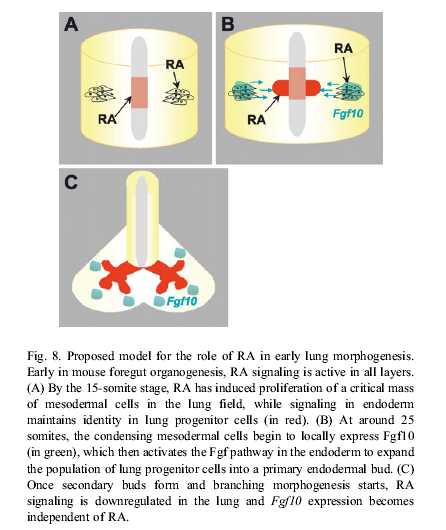 A
RA
RA
B
RA
RA
Fgf10
C
Fgf10
Fig. 8. Proposed model for the role of RA in early lung morphogenesis.
Early in mouse foregut organogenesis, RA signaling is active in all layers.
(A) By the 15-somite stage, RA has induced proliferation of a critical mass
of mesodermal cells in the lung field, while signaling in endoderm
maintains identity in lung progenitor cells (in red). (B) At around 25
somites, the condensing mesodermal cells begin to locally express Fgf10
(in green), which then activates the Fgf pathway in the endoderm to expand
the population of lung progenitor cells into a primary endodermal bud. (C)
Once secondary buds form and branching morphogenesis starts, RA
signaling is downregulated in the lung and Fgf10 expression becomes
independent of RA.